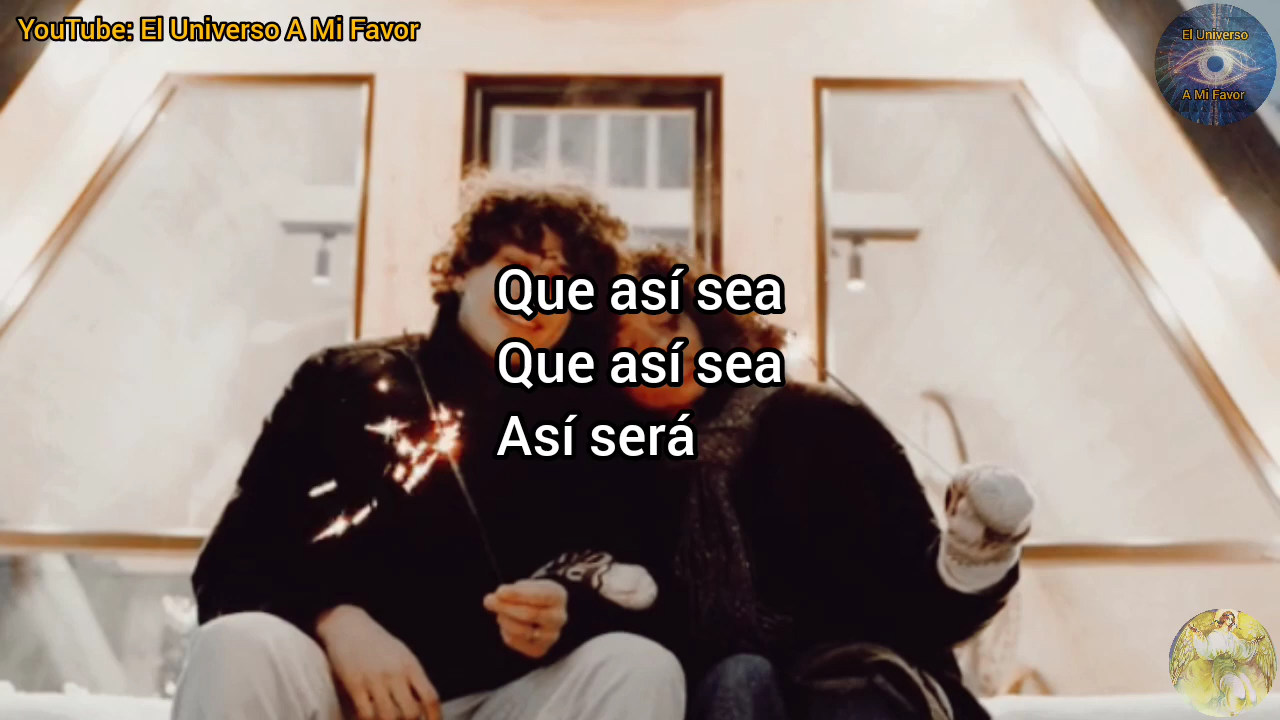 YouTube: El Universo A Mi Favor
El Universo
A Mi Favor
Que así sea
Que así sea
Así será